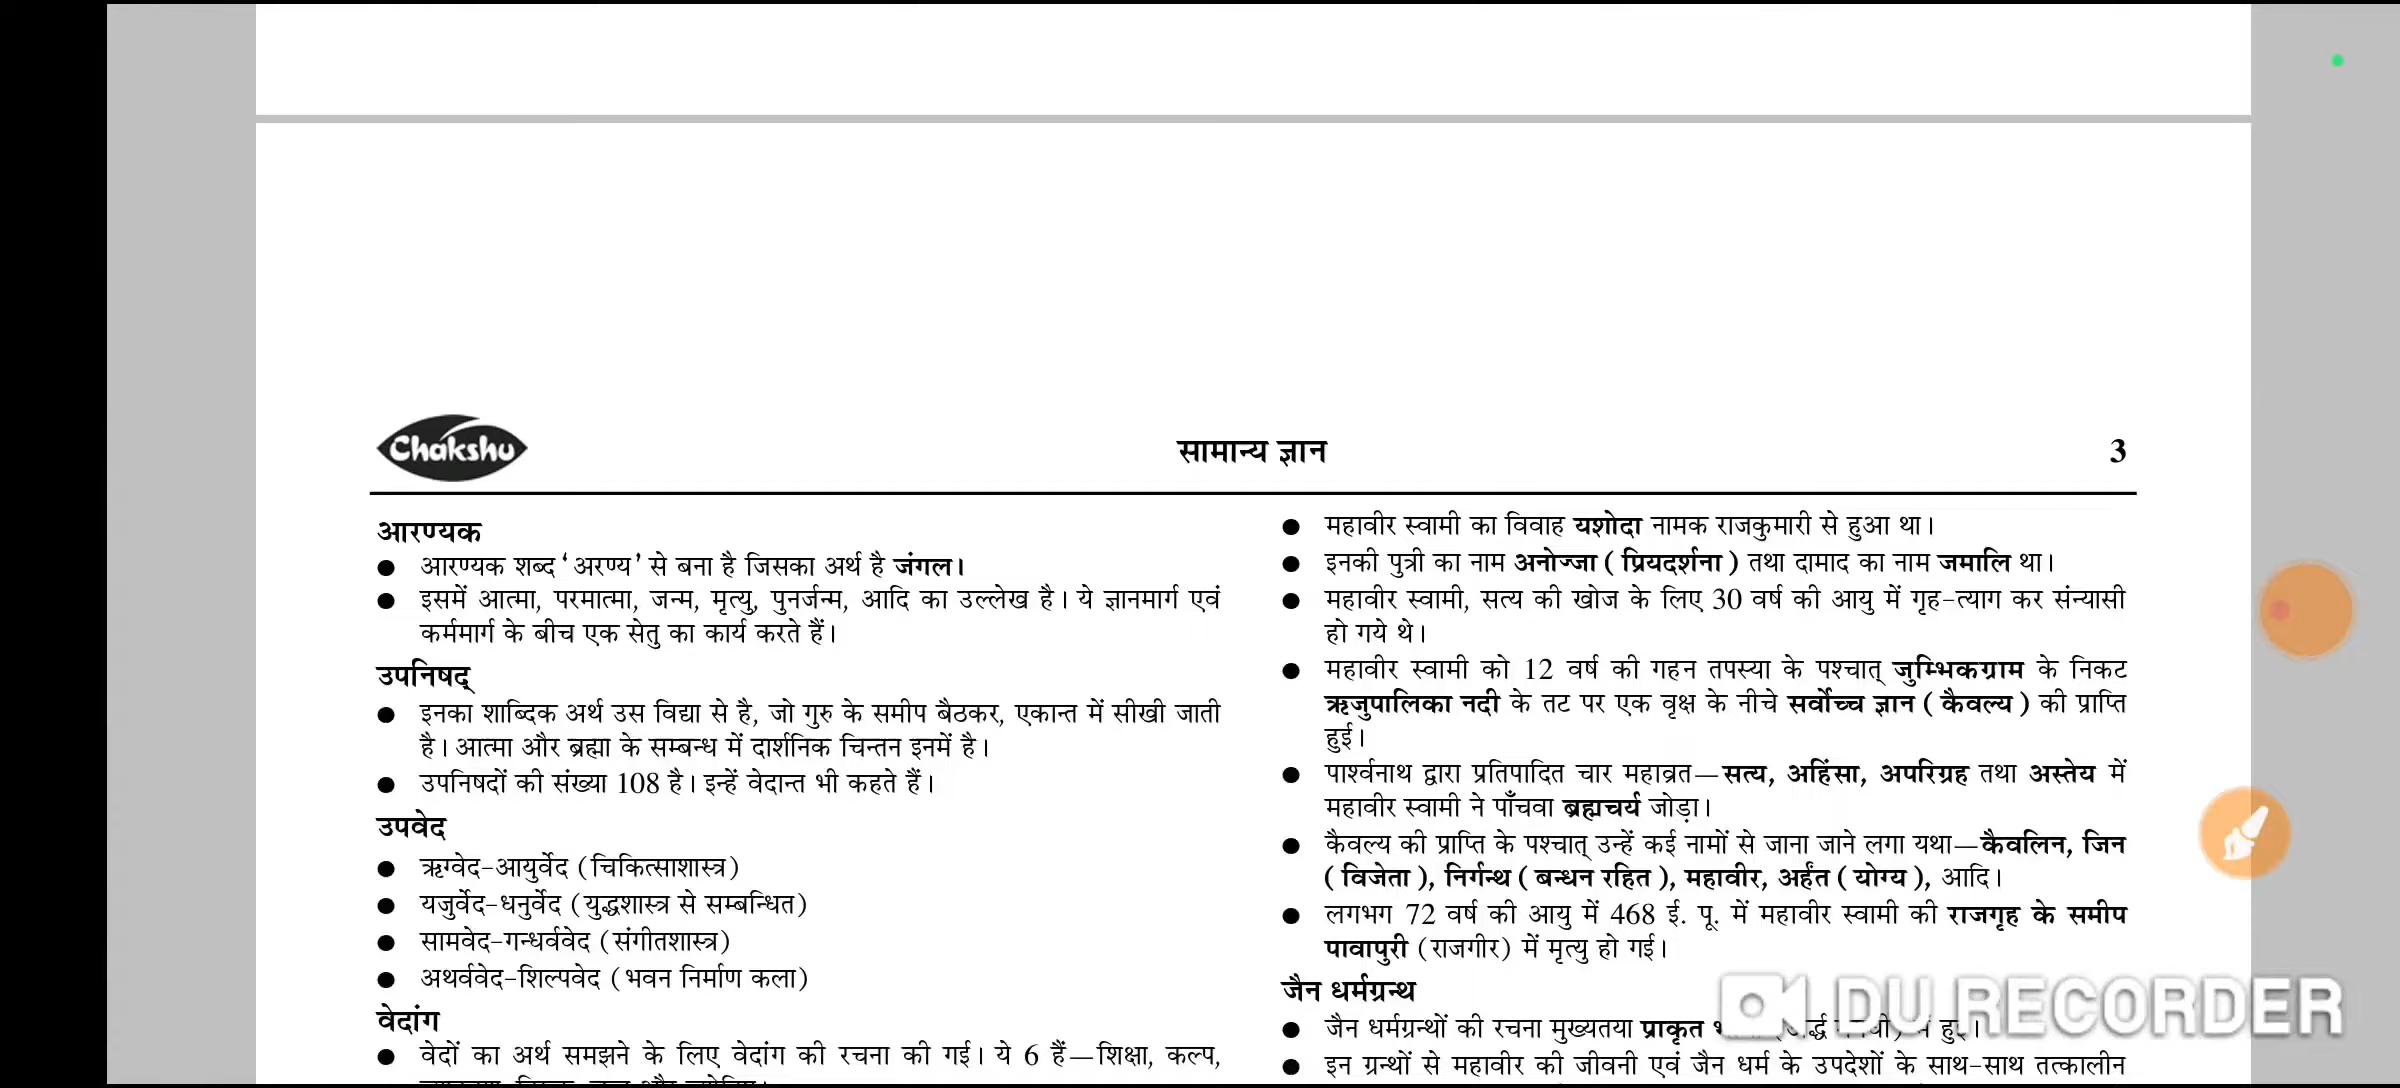 Chakshu
सामान्य ज्ञान
3
आरण्यक
● आरण्यक शब्द ‘अरण्य’ से बना है जिसका अर्थ है जंगल।
● इसमें आत्मा, परमात्मा, जन्म, मृत्यु, पुनर्जन्म, आदि का उल्लेख है। ये ज्ञानमार्ग एवं
कर्ममार्ग के बीच एक सेतु का कार्य करते हैं।
उपनिषद्
● इनका शाब्दिक अर्थ उस विद्या से है, जो गुरु के समीप बैठकर, एकान्त में सीखी जाती
है। आत्मा और ब्रह्मा के सम्बन्ध में दार्शनिक चिन्तन इनमें है।
● उपनिषदों की संख्या 108 है। इन्हें वेदान्त भी कहते हैं।
उपवेद
● ऋग्वेद-आयुर्वेद (चिकित्साशास्त्र)
● यजुर्वेद-धनुर्वेद (युद्धशास्त्र से सम्बन्धित)
● सामवेद-गन्धर्ववेद (संगीतशास्त्र)
● अथर्ववेद-शिल्पवेद (भवन निर्माण कला)
वेदांग
● वेदों का अर्थ समझने के लिए वेदांग की रचना की गई। ये 6 हैं—शिक्षा, कल्प,
● महावीर स्वामी का विवाह यशोदा नामक राजकुमारी से हुआ था।
● इनकी पुत्री का नाम अनोज्जा (प्रियदर्शना) तथा दामाद का नाम जमालि था।
● महावीर स्वामी, सत्य की खोज के लिए 30 वर्ष की आयु में गृह-त्याग कर संन्यासी
हो गये थे।
● महावीर स्वामी को 12 वर्ष की गहन तपस्या के पश्चात् जुम्भिकग्राम के निकट
ऋजुपालिका नदी के तट पर एक वृक्ष के नीचे सर्वोच्च ज्ञान (कैवल्य) की प्राप्ति
हुई।
● पार्श्वनाथ द्वारा प्रतिपादित चार महाव्रत—सत्य, अहिंसा, अपरिग्रह तथा अस्तेय में
महावीर स्वामी ने पाँचवा ब्रह्मचर्य जोड़ा।
● कैवल्य की प्राप्ति के पश्चात् उन्हें कई नामों से जाना जाने लगा यथा—कैवलिन, जिन
(विजेता), निर्गन्थ (बन्धन रहित), महावीर, अर्हंत (योग्य), आदि।
● लगभग 72 वर्ष की आयु में 468 ई. पू. में महावीर स्वामी की राजगृह के समीप
पावापुरी (राजगीर) में मृत्यु हो गई।
जैन धर्मग्रन्थ
● जैन धर्मग्रन्थों की रचना मुख्यतया प्राकृत हुई।
● इन ग्रन्थों से महावीर की जीवनी एवं जैन धर्म के उपदेशों के साथ-साथ तत्कालीन
DU RECORDER